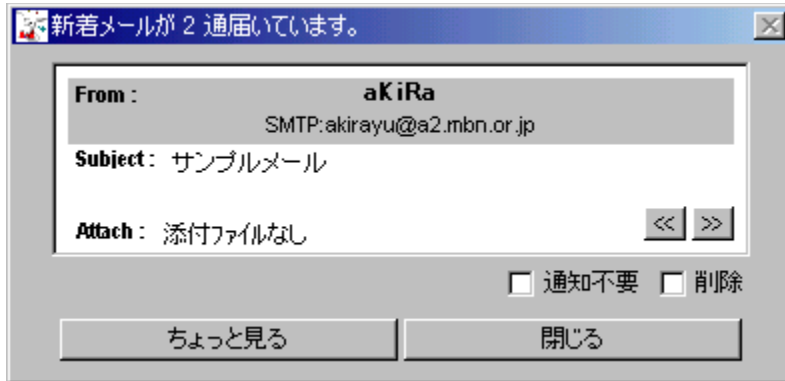 新着メールが 2 通届いています。
From : aKiRa
SMTP:akirayu@a2.mbn.or.jp
Subject : サンプルメール
Attach : 添付ファイルなし
<< >>
通知不要 削除
ちょっと見る 閉じる